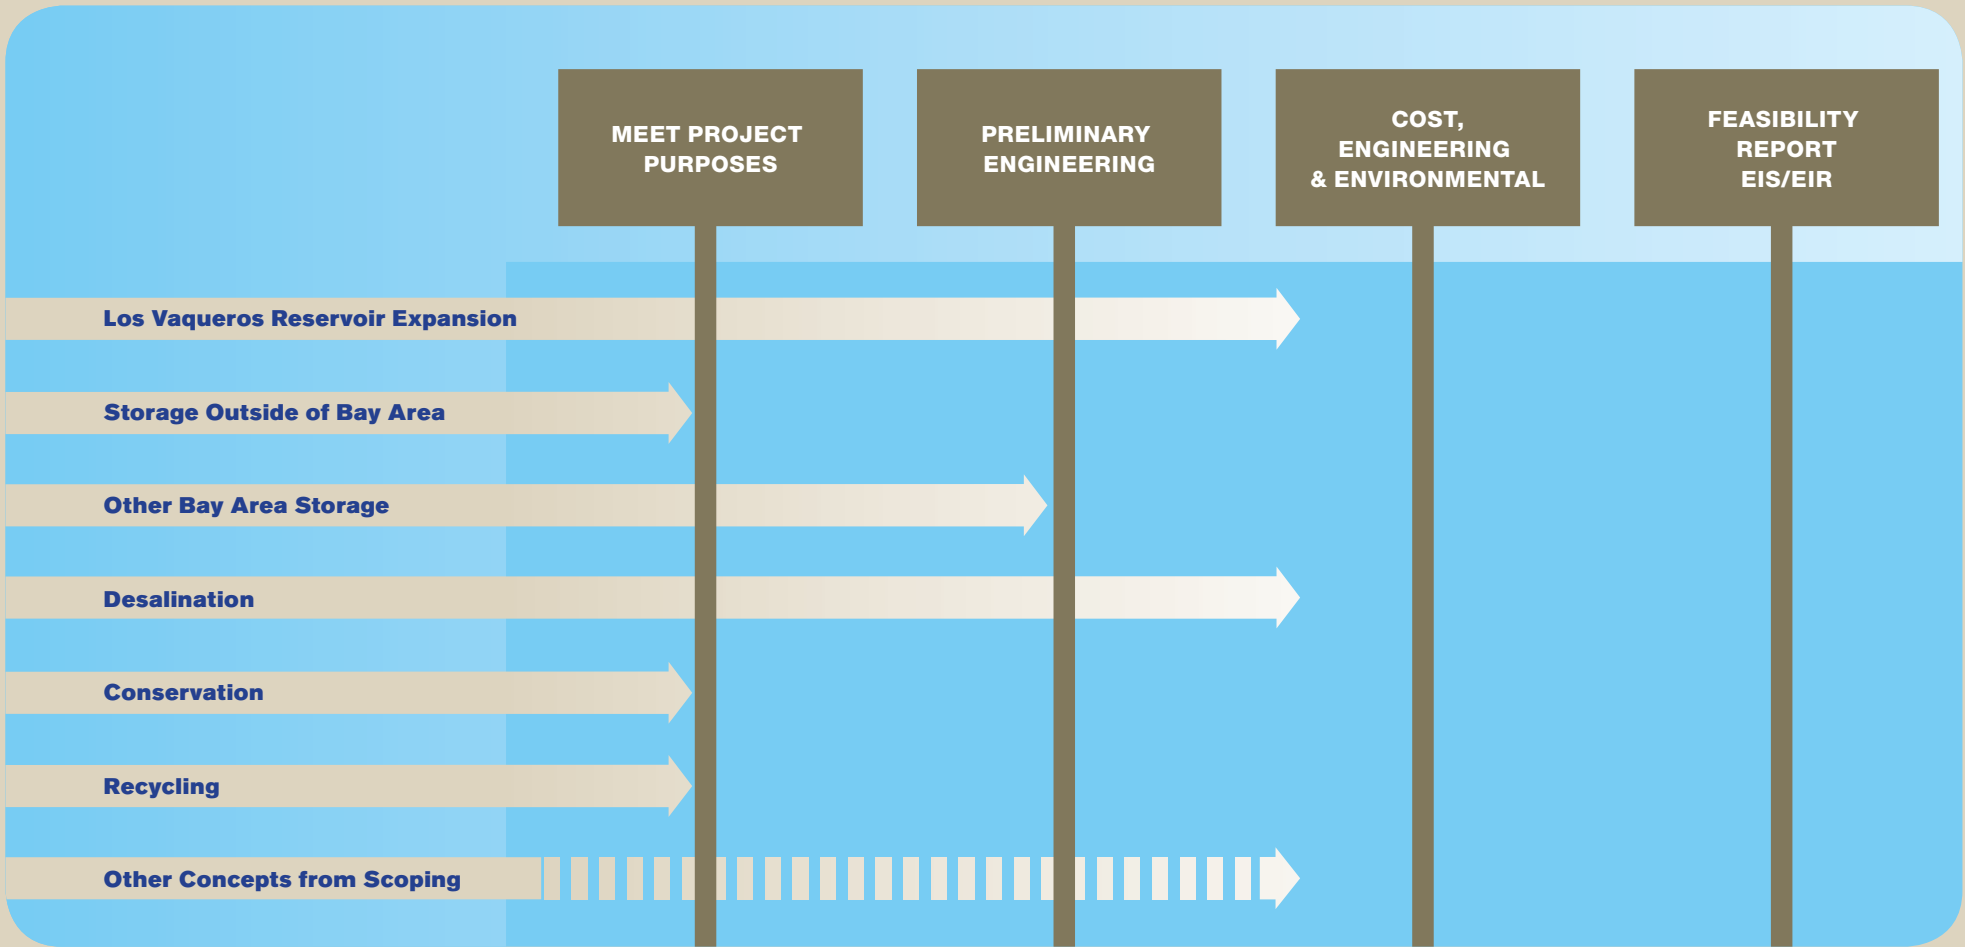 MEET PROJECT
PURPOSES
PRELIMINARY
ENGINEERING
COST,
ENGINEERING
& ENVIRONMENTAL
FEASIBILITY
REPORT
EIS/EIR
Los Vaqueros Reservoir Expansion
Storage Outside of Bay Area
Other Bay Area Storage
Desalination
Conservation
Recycling
Other Concepts from Scoping